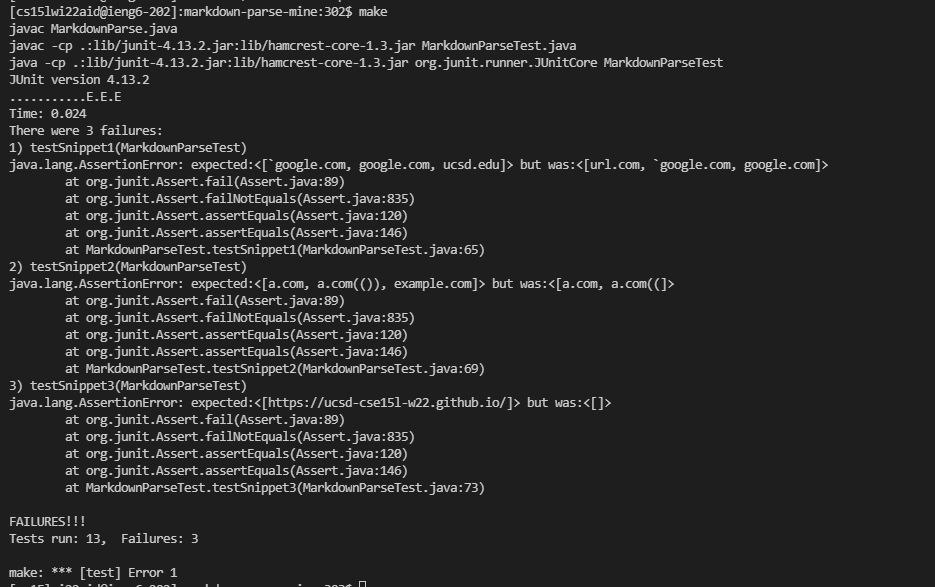 [cs15lwi22aid@ieng6-202]:markdown-parse-mine:302$ make
javac MarkdownParse.java
javac -cp .:lib/junit-4.13.2.jar:lib/hamcrest-core-1.3.jar MarkdownParseTest.java
java -cp .:lib/junit-4.13.2.jar:lib/hamcrest-core-1.3.jar org.junit.runner.JUnitCore MarkdownParseTest
JUnit version 4.13.2
...........E.E.E
Time: 0.024
There were 3 failures:
1) testSnippet1(MarkdownParseTest)
java.lang.AssertionError: expected:<[`google.com, google.com, ucsd.edu]> but was:<[url.com, `google.com, google.com]>
        at org.junit.Assert.fail(Assert.java:89)
        at org.junit.Assert.failNotEquals(Assert.java:835)
        at org.junit.Assert.assertEquals(Assert.java:120)
        at org.junit.Assert.assertEquals(Assert.java:146)
        at MarkdownParseTest.testSnippet1(MarkdownParseTest.java:65)
2) testSnippet2(MarkdownParseTest)
java.lang.AssertionError: expected:<[a.com, a.com(()), example.com]> but was:<[a.com, a.com((]>
        at org.junit.Assert.fail(Assert.java:89)
        at org.junit.Assert.failNotEquals(Assert.java:835)
        at org.junit.Assert.assertEquals(Assert.java:120)
        at org.junit.Assert.assertEquals(Assert.java:146)
        at MarkdownParseTest.testSnippet2(MarkdownParseTest.java:69)
3) testSnippet3(MarkdownParseTest)
java.lang.AssertionError: expected:<[https://ucsd-cse15l-w22.github.io/]> but was:<[]>
        at org.junit.Assert.fail(Assert.java:89)
        at org.junit.Assert.failNotEquals(Assert.java:835)
        at org.junit.Assert.assertEquals(Assert.java:120)
        at org.junit.Assert.assertEquals(Assert.java:146)
        at MarkdownParseTest.testSnippet3(MarkdownParseTest.java:73)
FAILURES!!!
Tests run: 13,  Failures: 3
make: *** [test] Error 1